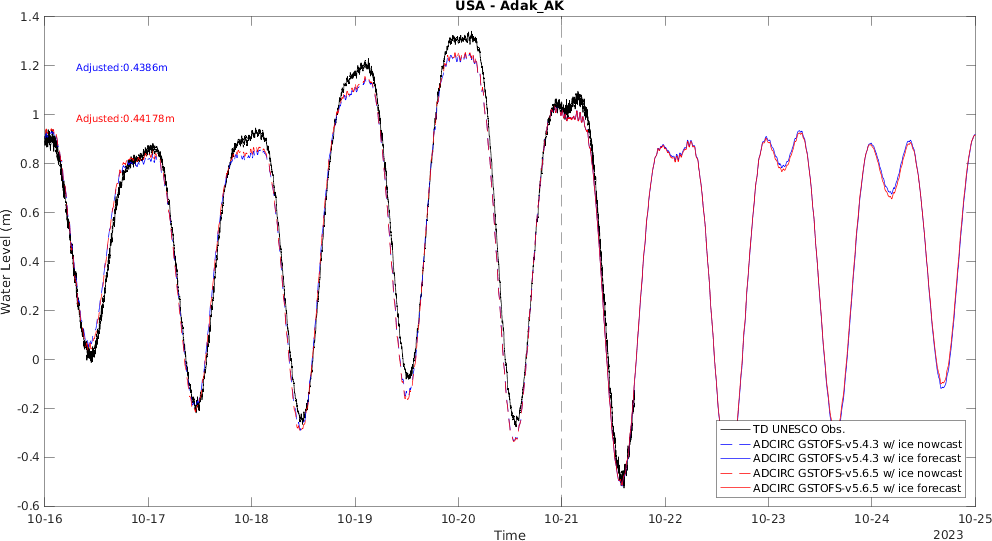 USA - Adak_AK
1.4
1.2
1
0.8
0.6
0.4
0.2
0
-0.2
-0.4
-0.6
Water Level (m)
Adjusted:0.4386m
Adjusted:0.44178m
TD UNESCO Obs.
ADCIRC GSTOFS-v5.4.3 w/ ice nowcast
ADCIRC GSTOFS-v5.4.3 w/ ice forecast
ADCIRC GSTOFS-v5.6.5 w/ ice nowcast
ADCIRC GSTOFS-v5.6.5 w/ ice forecast
10-16 10-17 10-18 10-19 10-20 10-21 10-22 10-23 10-24 10-25
Time
2023